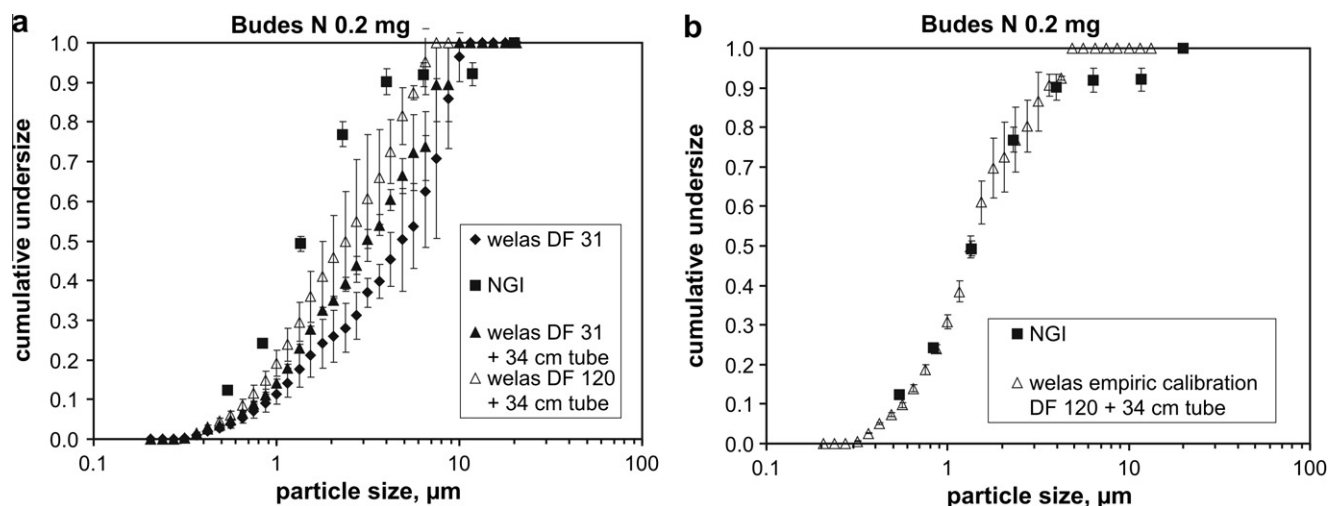 a
Budes N 0.2 mg
cumulative undersize
1.0
0.9
0.8
0.7
0.6
0.5
0.4
0.3
0.2
0.1
0.0
0.1
1
10
100
particle size, µm
welas DF 31
NGI
welas DF 31
+ 34 cm tube
welas DF 120
+ 34 cm tube
b
Budes N 0.2 mg
cumulative undersize
1.0
0.9
0.8
0.7
0.6
0.5
0.4
0.3
0.2
0.1
0.0
0.1
1
10
100
particle size, µm
NGI
welas empiric calibration
DF 120 + 34 cm tube